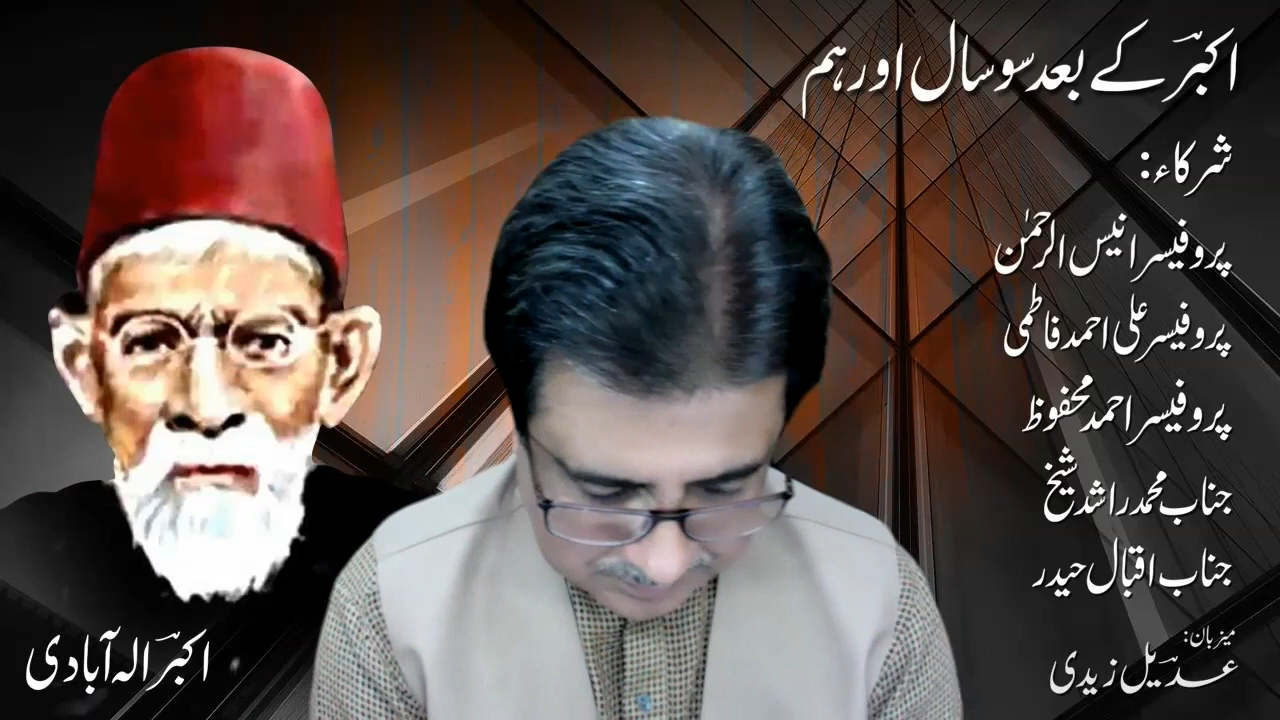 اکبرؔ کے بعد سو سال اور ہم
شرکاء:
پروفیسر انیس الرحمٰن
پروفیسر علی احمد فاطمی
پروفیسر احمد محفوظ
جناب محمد راشد شیخ
جناب اقبال حیدر
میزبان:
عدیلؔ زیدی
اکبرؔ الہ آبادی